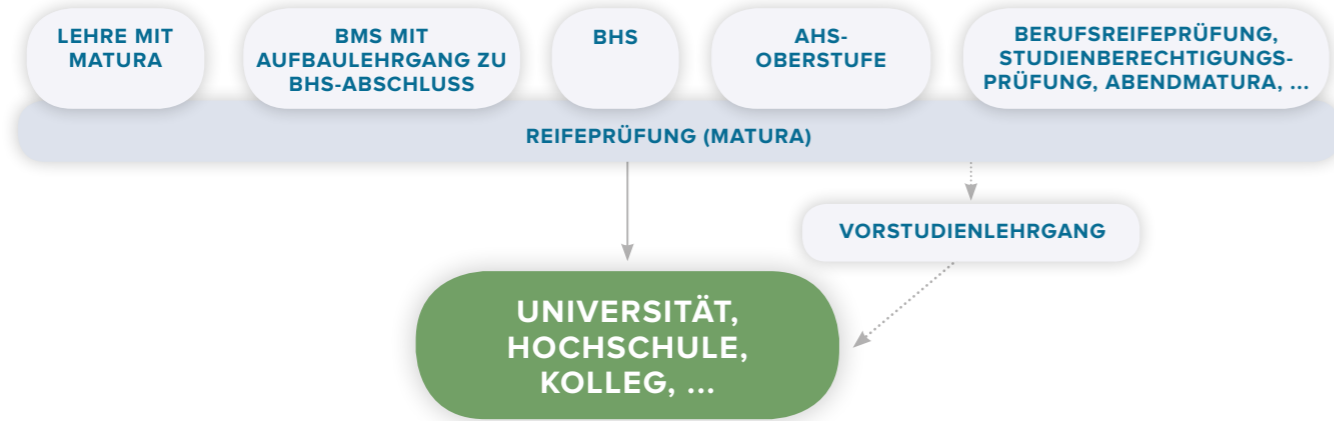 LEHRE MIT
MATURA
BMS MIT
AUFBAULEHRGANG ZU
BHS-ABSCHLUSS
BHS
AHS-
OBERSTUFE
BERUFSREIFEPRÜFUNG,
STUDIENBERECHTIGUNGS-
PRÜFUNG, ABENDMATURA, ...
REIFEPRÜFUNG (MATURA)
VORSTUDIENLEHRGANG
UNIVERSITÄT,
HOCHSCHULE,
KOLLEG, ...